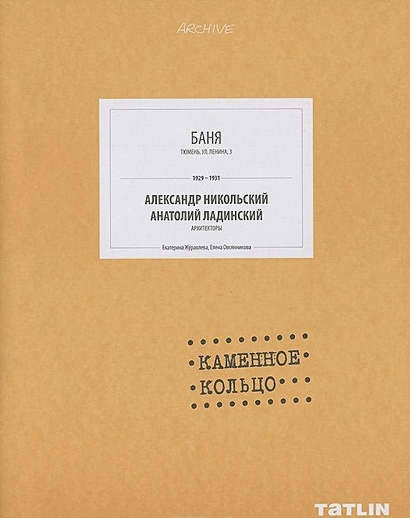 ARCHIVE
БАНЯ
ТЮМЕНЬ, УЛ. ЛЕНИНА, 3
1929 – 1931
АЛЕКСАНДР НИКОЛЬСКИЙ
АНАТОЛИЙ ЛАДИНСКИЙ
АРХИТЕКТОРЫ
Екатерина Журавлева, Елена Овсянникова
КАМЕННОЕ
КОЛЬЦО
TATLIN